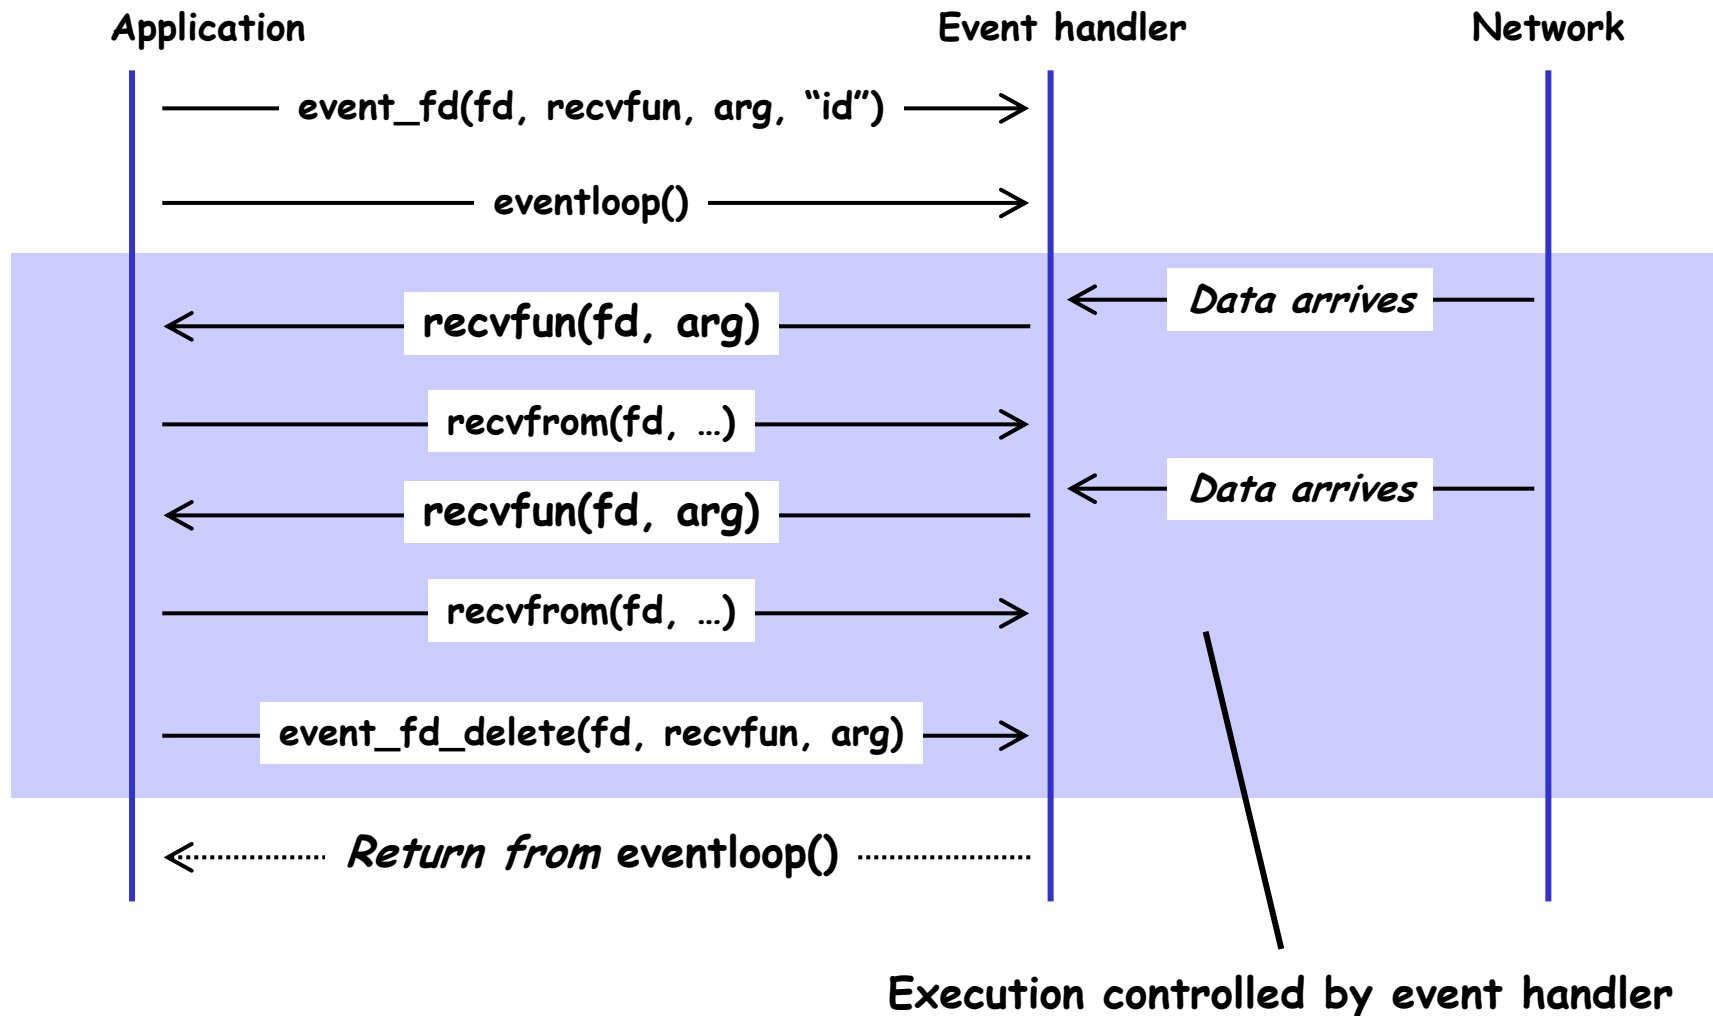 Application
Event handler
Network
event_fd(fd, recvfun, arg, “id”)
eventloop()
Data arrives
recvfun(fd, arg)
recvfrom(fd, …)
Data arrives
recvfun(fd, arg)
recvfrom(fd, …)
event_fd_delete(fd, recvfun, arg)
Return from eventloop()
Execution controlled by event handler